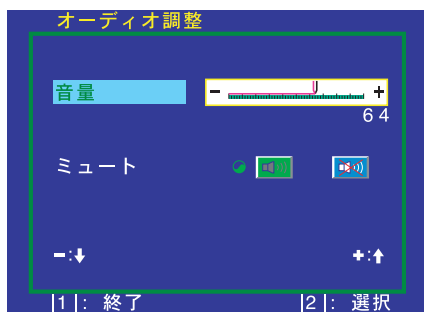 オーディオ調整
音量 - +
64
ミュート
-:⬇ +:⬆
|1|: 終了 |2|: 選択